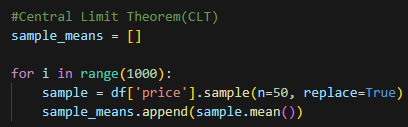 #Central Limit Theorem(CLT)
sample_means = []
for i in range(1000):
    sample = df['price'].sample(n=50, replace=True)
    sample_means.append(sample.mean())